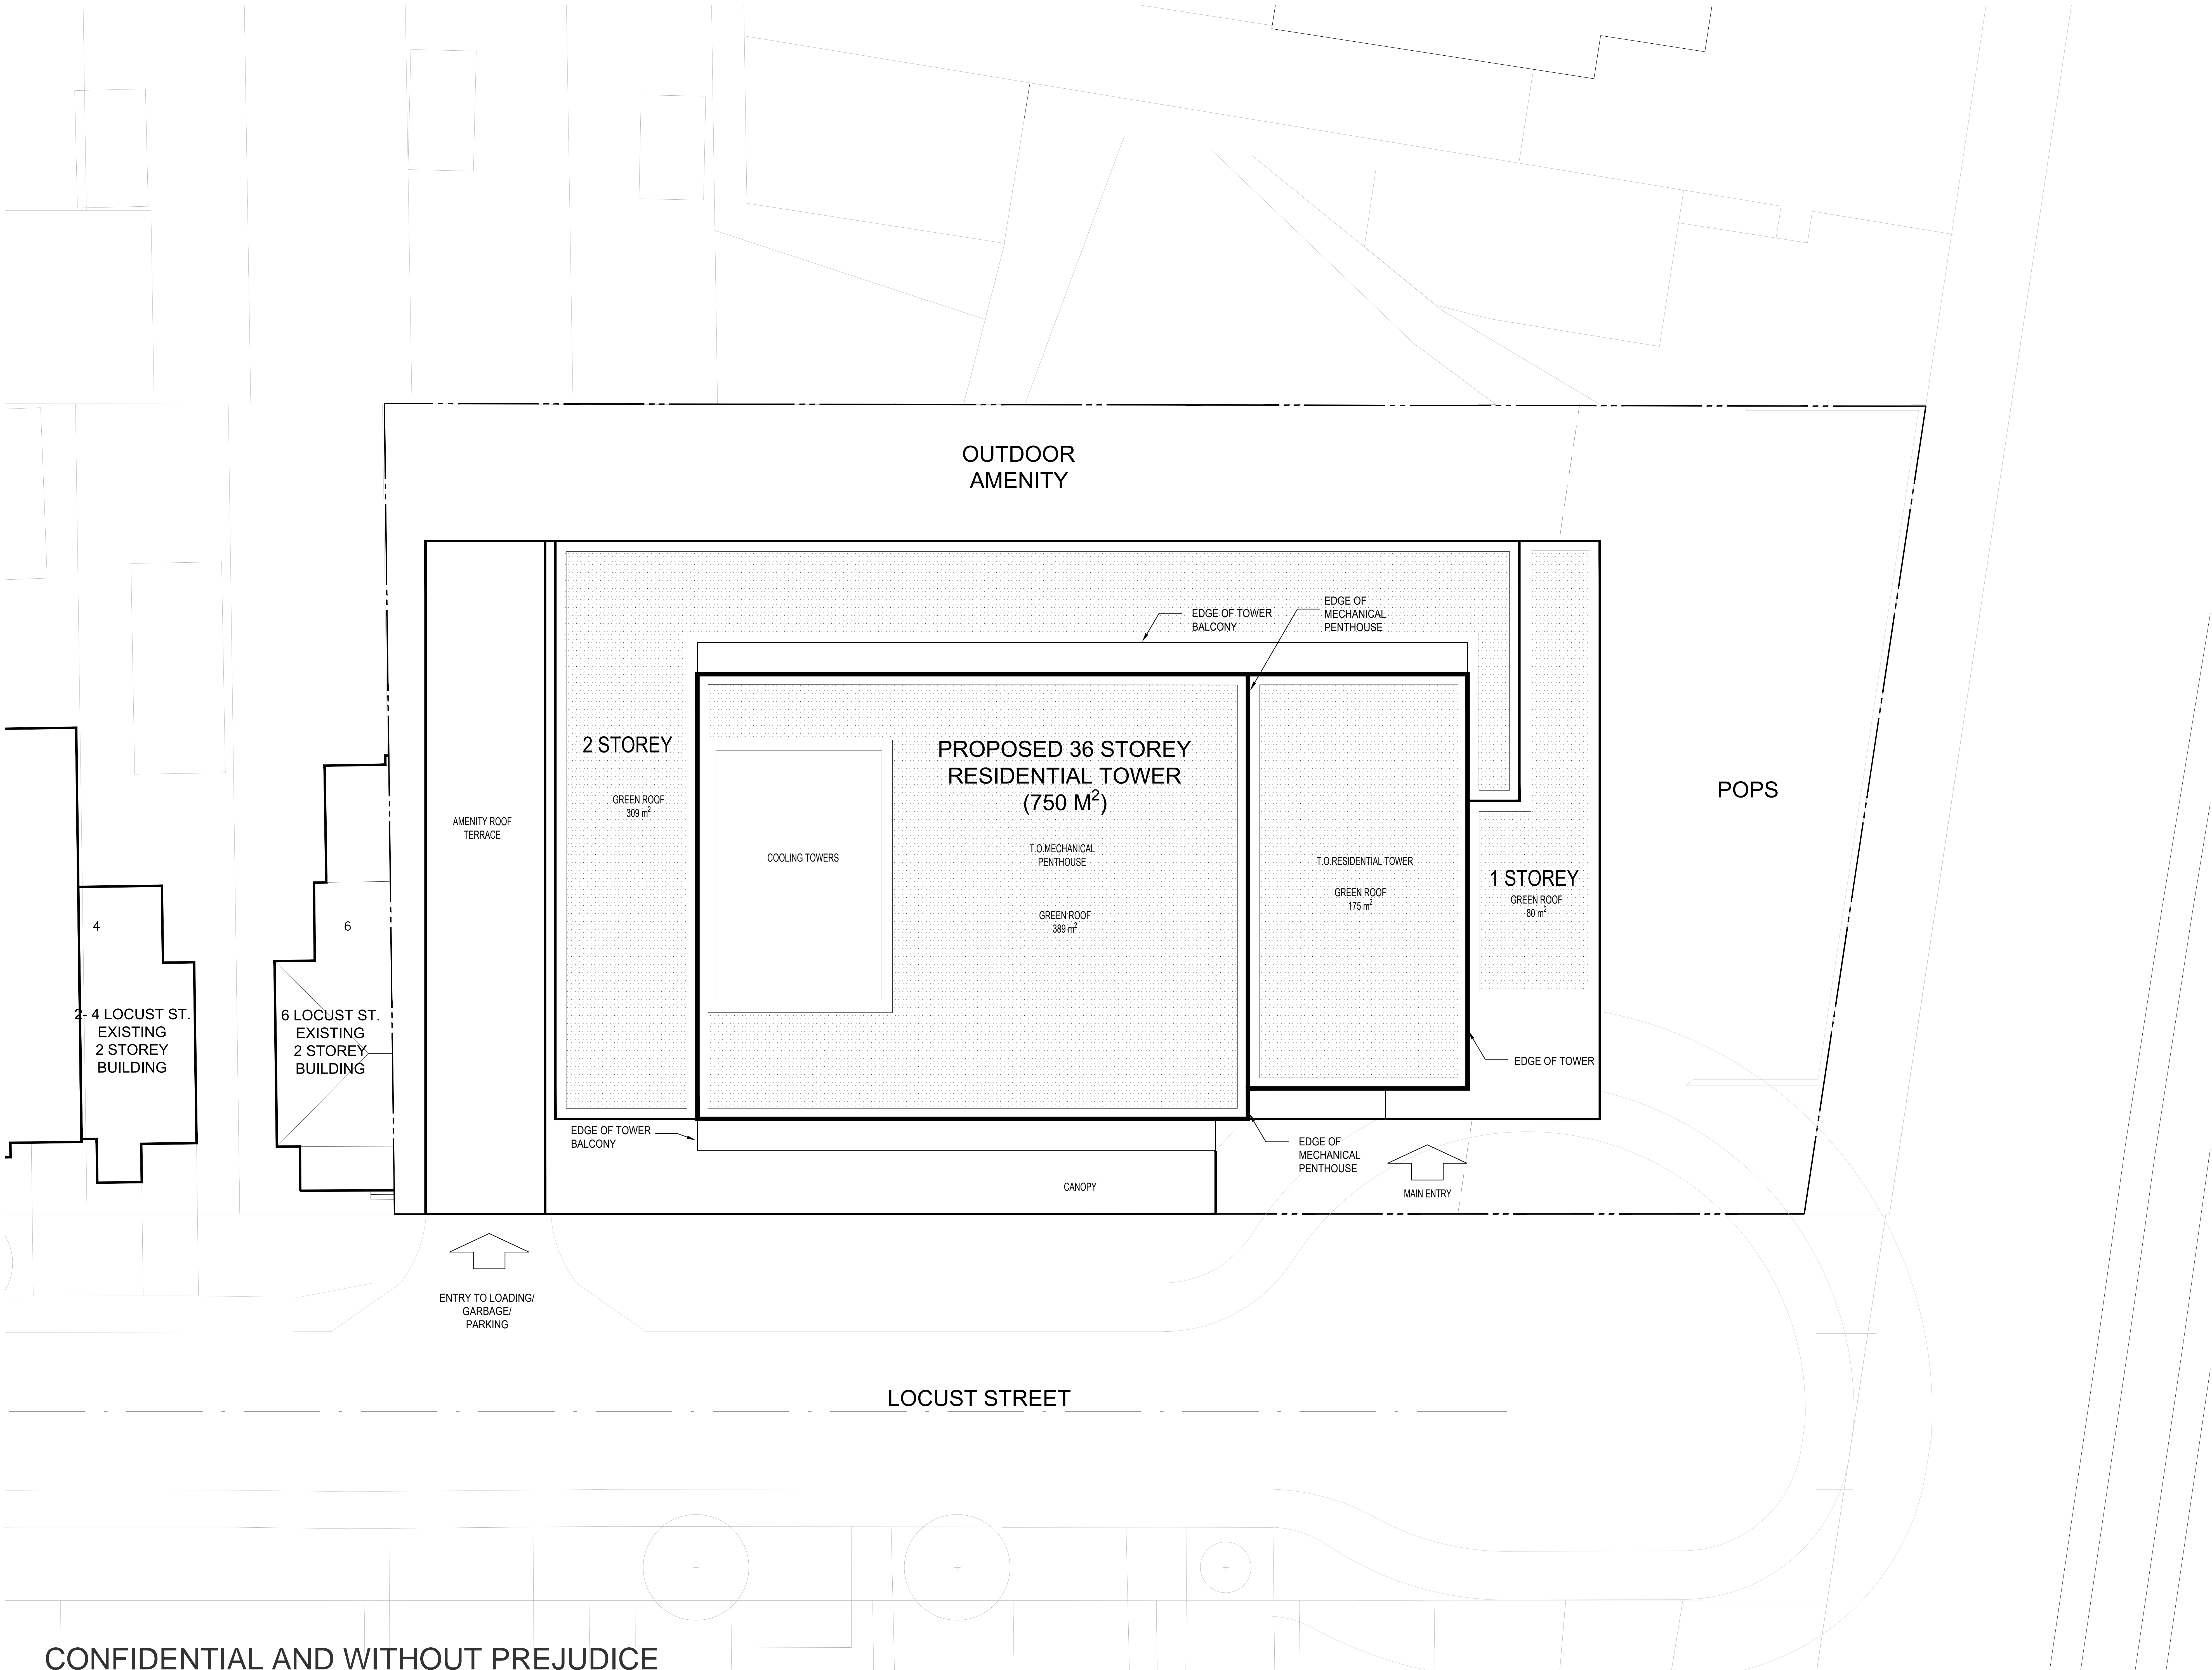 OUTDOOR
AMENITY
EDGE OF TOWER
BALCONY
EDGE OF
MECHANICAL
PENTHOUSE
2 STOREY
GREEN ROOF
309 m²
AMENITY ROOF
TERRACE
COOLING TOWERS
PROPOSED 36 STOREY
RESIDENTIAL TOWER
(750 M²)
T.O.MECHANICAL
PENTHOUSE
GREEN ROOF
389 m²
T.O.RESIDENTIAL TOWER
GREEN ROOF
175 m²
1 STOREY
GREEN ROOF
80 m²
POPS
4
2- 4 LOCUST ST.
EXISTING
2 STOREY
BUILDING
6
6 LOCUST ST.
EXISTING
2 STOREY
BUILDING
EDGE OF TOWER
EDGE OF TOWER
BALCONY
EDGE OF
MECHANICAL
PENTHOUSE
CANOPY
MAIN ENTRY
ENTRY TO LOADING/
GARBAGE/
PARKING
LOCUST STREET
CONFIDENTIAL AND WITHOUT PREJUDICE